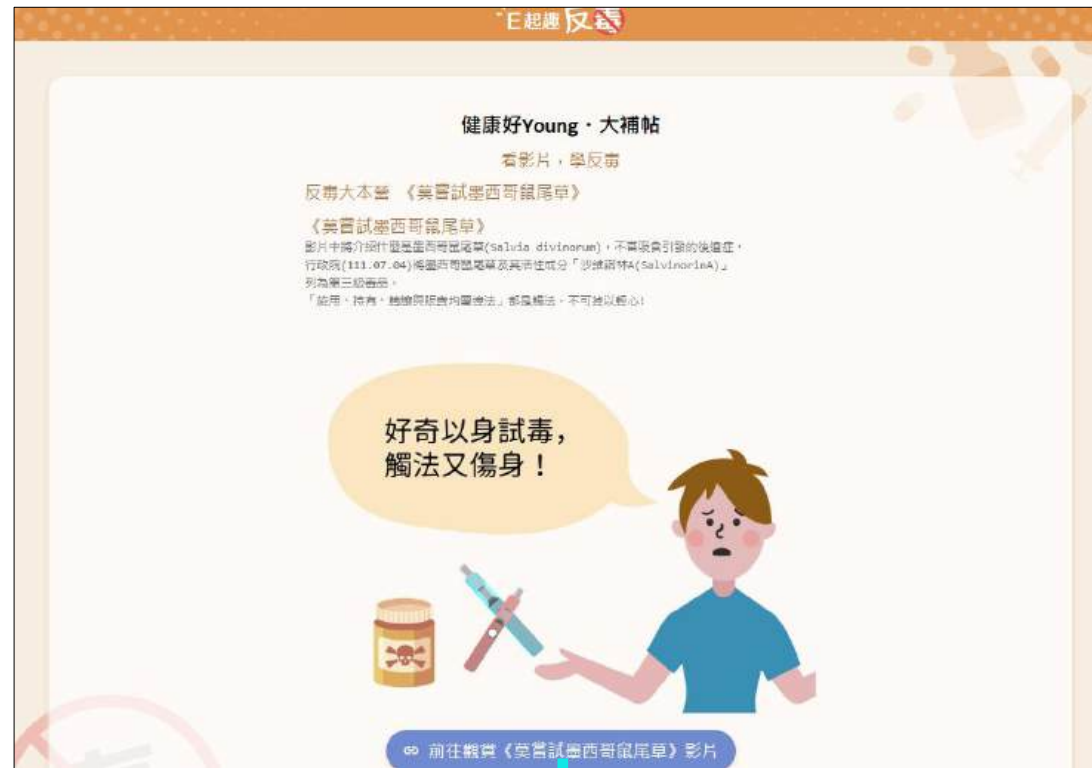 E起趣反毒
健康好Young・大補帖
看影片，學反毒
反毒大本營 《莫嘗試墨西哥鼠尾草》
《莫嘗試墨西哥鼠尾草》
影片中將介紹什麼是墨西哥鼠尾草(Salvia divinorum)，不當吸食引發的後遺症，
行政院(111.07.04)將墨西哥鼠尾草及其活性成分「沙維諾林A(SalvinorinA)」
列為第三級毒品。
「施用、持有、轉讓與販賣均屬違法」都是觸法，不可掉以輕心!
好奇以身試毒，
觸法又傷身！
前往觀賞《莫嘗試墨西哥鼠尾草》影片